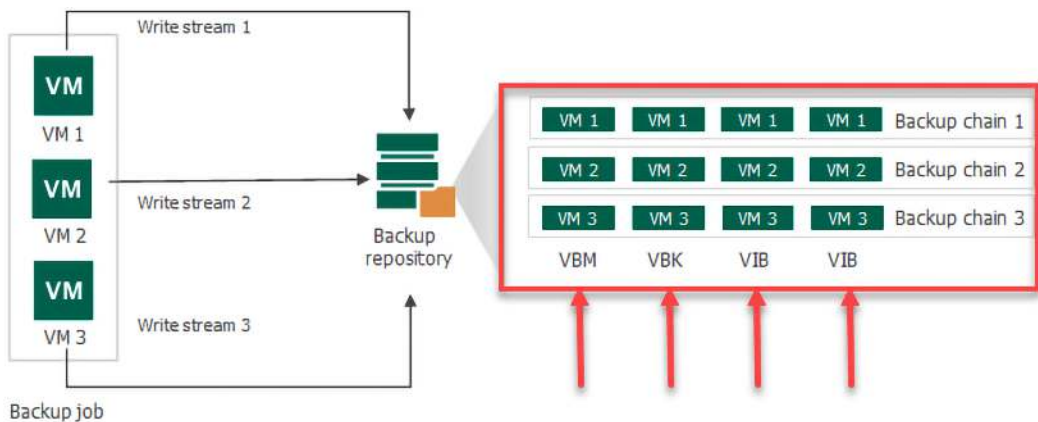 Write stream 1
VM
VM 1
VM
VM 2
Write stream 2
VM
VM 3
Write stream 3
Backup job
Backup
repository
VM 1 VM 1 VM 1 VM 1 Backup chain 1
VM 2 VM 2 VM 2 VM 2 Backup chain 2
VM 3 VM 3 VM 3 VM 3 Backup chain 3
VBM VBK VIB VIB